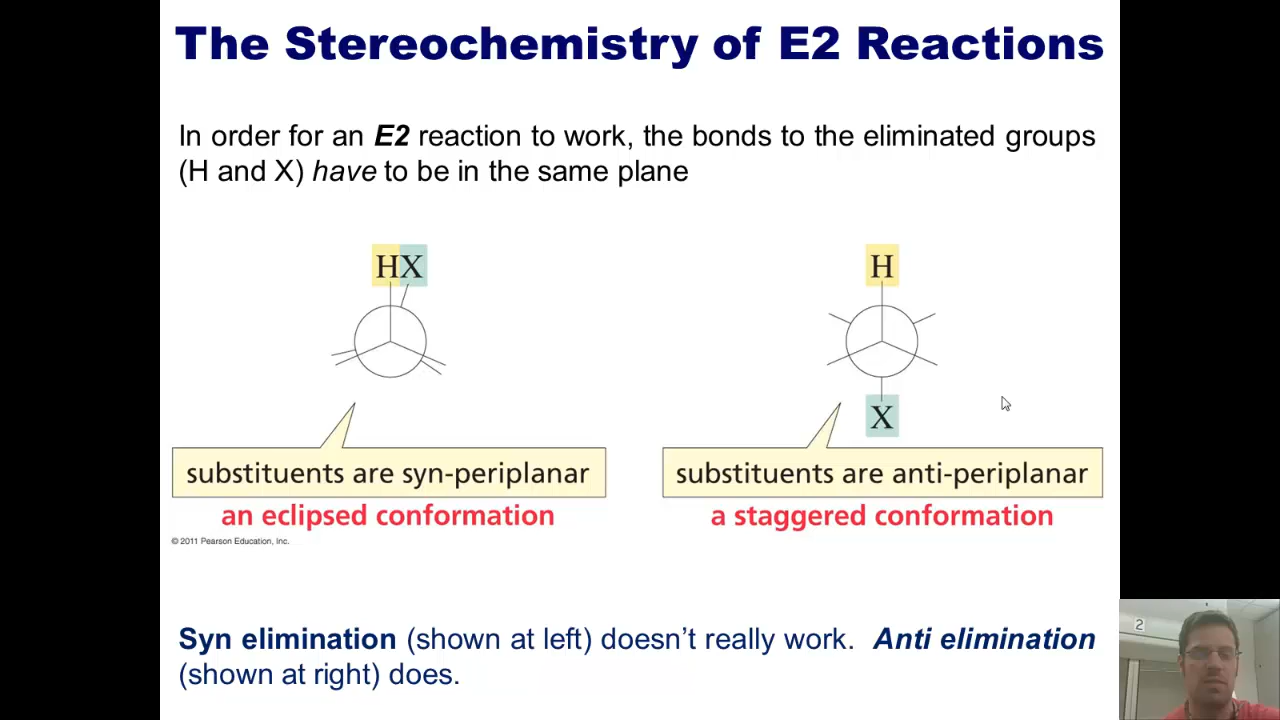 The Stereochemistry of E2 Reactions
In order for an E2 reaction to work, the bonds to the eliminated groups
(H and X) have to be in the same plane
HX
H
X
substituents are syn-periplanar
substituents are anti-periplanar
an eclipsed conformation
a staggered conformation
© 2011 Pearson Education, Inc.
2
Syn elimination (shown at left) doesn’t really work. Anti elimination
(shown at right) does.